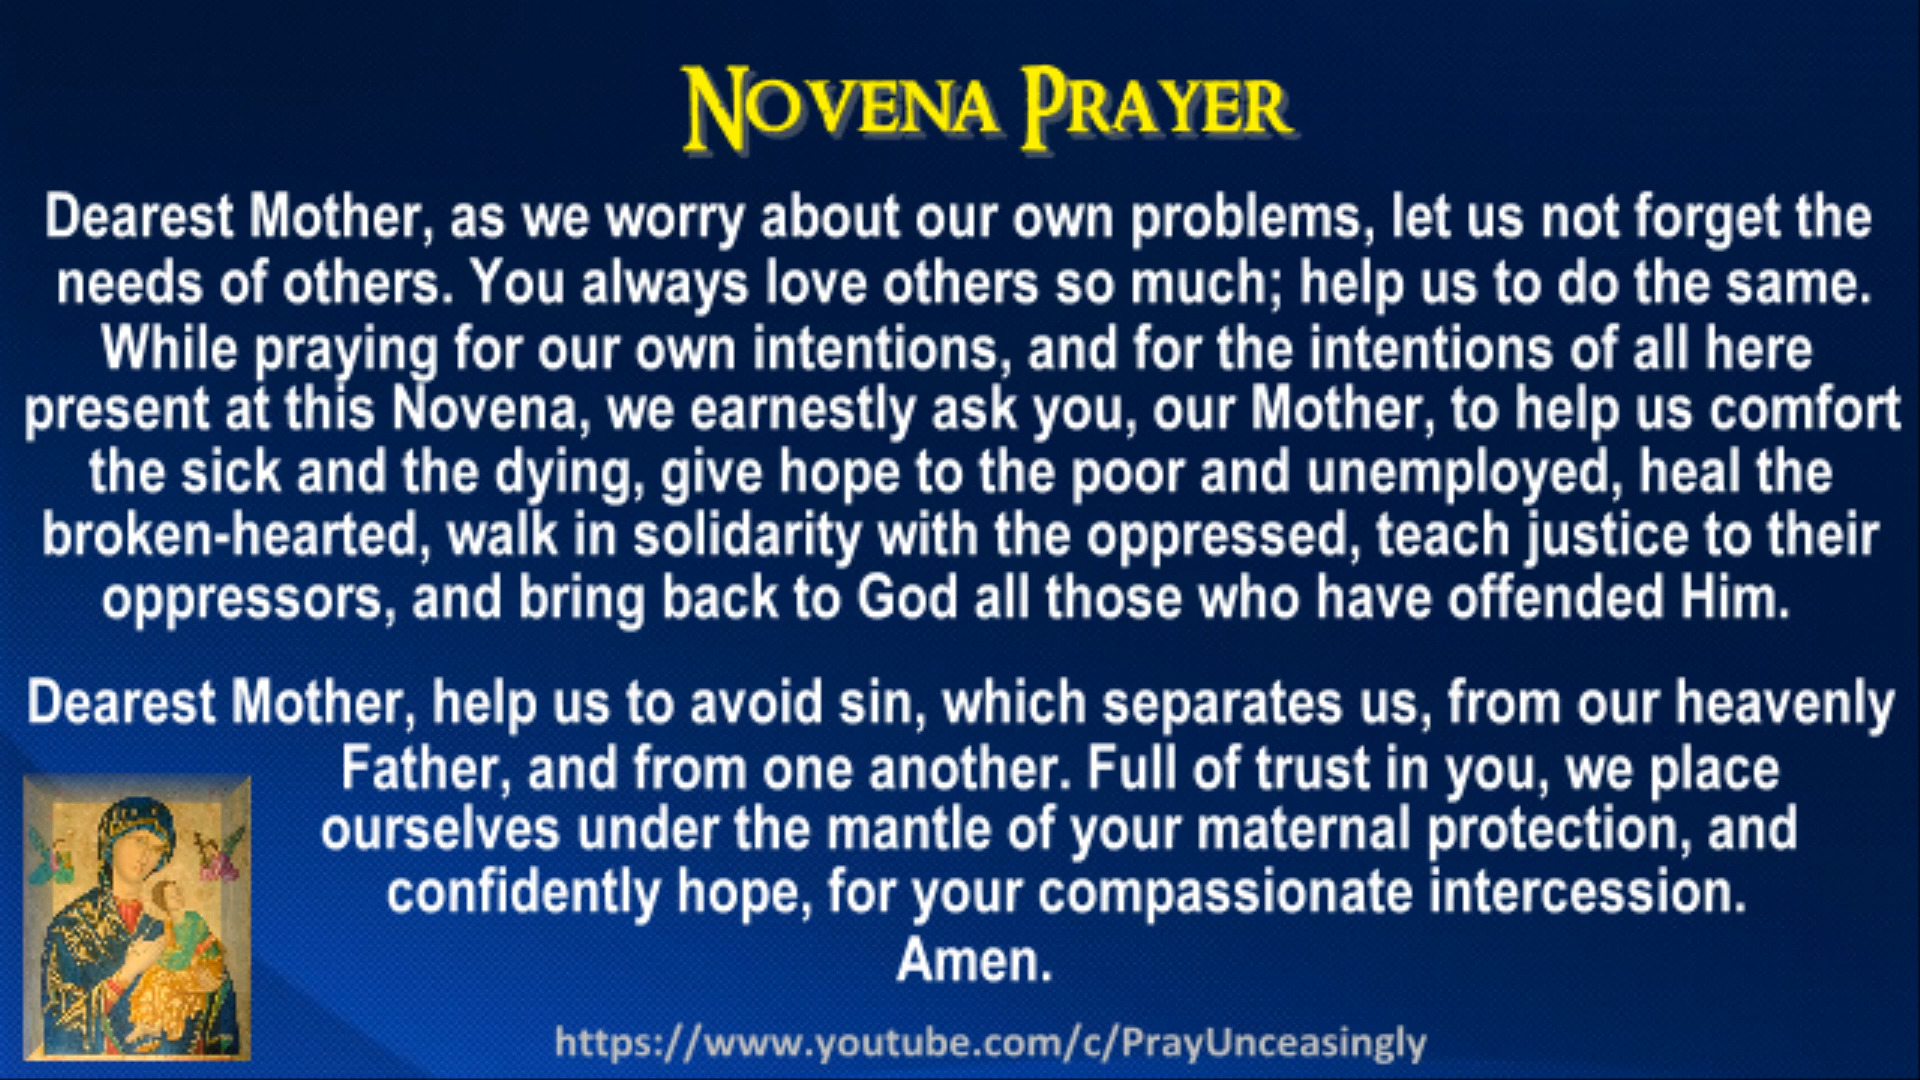 Novena Prayer
Dearest Mother, as we worry about our own problems, let us not forget the
needs of others. You always love others so much; help us to do the same.
While praying for our own intentions, and for the intentions of all here
present at this Novena, we earnestly ask you, our Mother, to help us comfort
the sick and the dying, give hope to the poor and unemployed, heal the
broken-hearted, walk in solidarity with the oppressed, teach justice to their
oppressors, and bring back to God all those who have offended Him.
Dearest Mother, help us to avoid sin, which separates us, from our heavenly
Father, and from one another. Full of trust in you, we place
ourselves under the mantle of your maternal protection, and
confidently hope, for your compassionate intercession.
Amen.
https://www.youtube.com/c/PrayUnceasingly